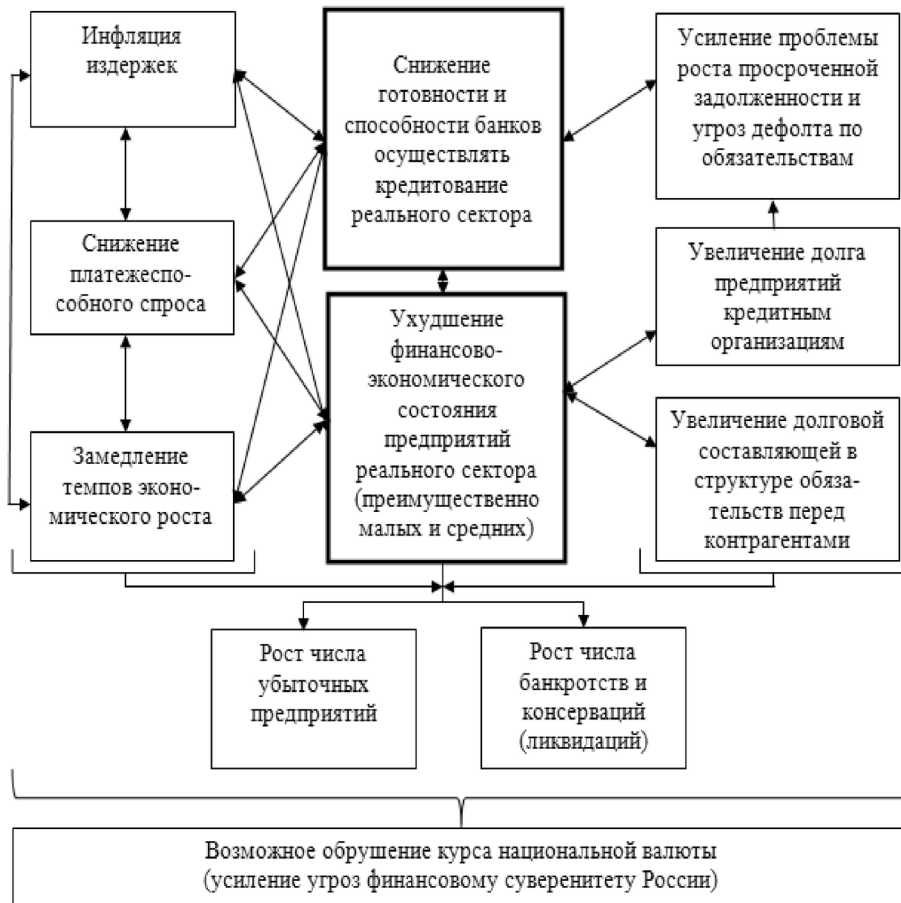 Инфляция
издержек
Снижение
платежеспо-
собного спроса
Замедление
темпов эконо-
мического роста
Снижение
готовности и
способности банков
осуществлять
кредитование
реального сектора
Ухудшение
финансово-
экономического
состояния
предприятий
реального сектора
(преимущественно
малых и средних)
Усиление проблемы
роста просроченной
задолженности и
угроз дефолта по
обязательствам
Увеличение долга
предприятий
кредитным
организациям
Увеличение долговой
составляющей в
структуре обяза-
тельств перед
контрагентами
Рост числа
убыточных
предприятий
Рост числа
банкротств и
консерваций
(ликвидаций)
Возможное обрушение курса национальной валюты
(усиление угроз финансовому суверенитету России)